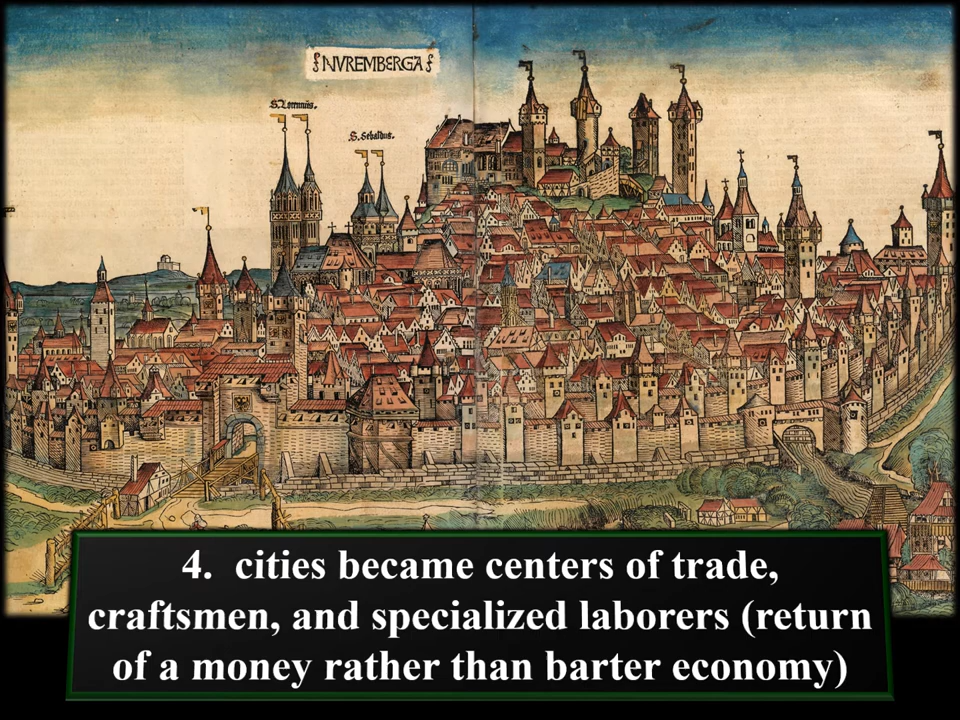 NVREMBERGA
S. Lorennis.
S. Sebaldus.
4. cities became centers of trade,
craftsmen, and specialized laborers (return
of a money rather than barter economy)